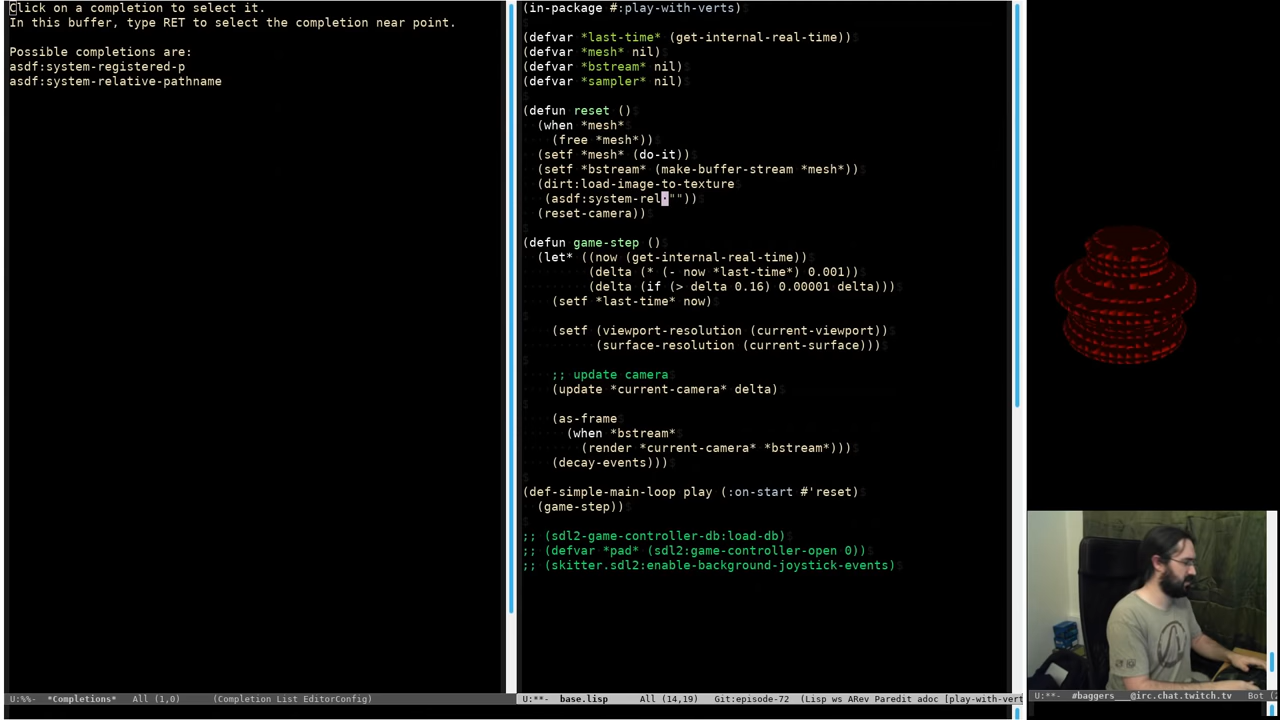 Click on a completion to select it.
In this buffer, type RET to select the completion near point.
Possible completions are:
asdf:system-registered-p
asdf:system-relative-pathname
U:%%-  *Completions*   All (1,0)      (Completion List EditorConfig)
(in-package #:play-with-verts)
(defvar *last-time* (get-internal-real-time))
(defvar *mesh* nil)
(defvar *bstream* nil)
(defvar *sampler* nil)
(defun reset ()
  (when *mesh*
    (free *mesh*))
  (setf *mesh* (do-it))
  (setf *bstream* (make-buffer-stream *mesh*))
  (dirt:load-image-to-texture
   (asdf:system-rel ""))
  (reset-camera))
(defun game-step ()
  (let* ((now (get-internal-real-time))
         (delta (* (- now *last-time*) 0.001))
         (delta (if (> delta 0.16) 0.00001 delta)))
    (setf *last-time* now)
    (setf (viewport-resolution (current-viewport))
          (surface-resolution (current-surface)))
    ;; update camera
    (update *current-camera* delta)
    (as-frame
      (when *bstream*
        (render *current-camera* *bstream*)))
    (decay-events)))
(def-simple-main-loop play (:on-start #'reset)
  (game-step))
;; (sdl2-game-controller-db:load-db)
;; (defvar *pad* (sdl2:game-controller-open 0))
;; (skitter.sdl2:enable-background-joystick-events)
U:**-  base.lisp      All (14,19)    Git:episode-72  (Lisp ws ARev Paredit adoc [play-with-vert
U:**-  #baggers___@irc.chat.twitch.tv   Bot (2